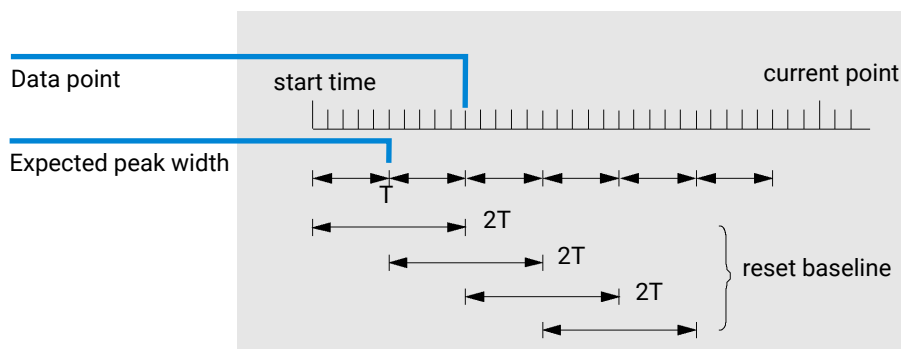 Data point
start time
current point
Expected peak width
T
2T
2T
reset baseline
2T